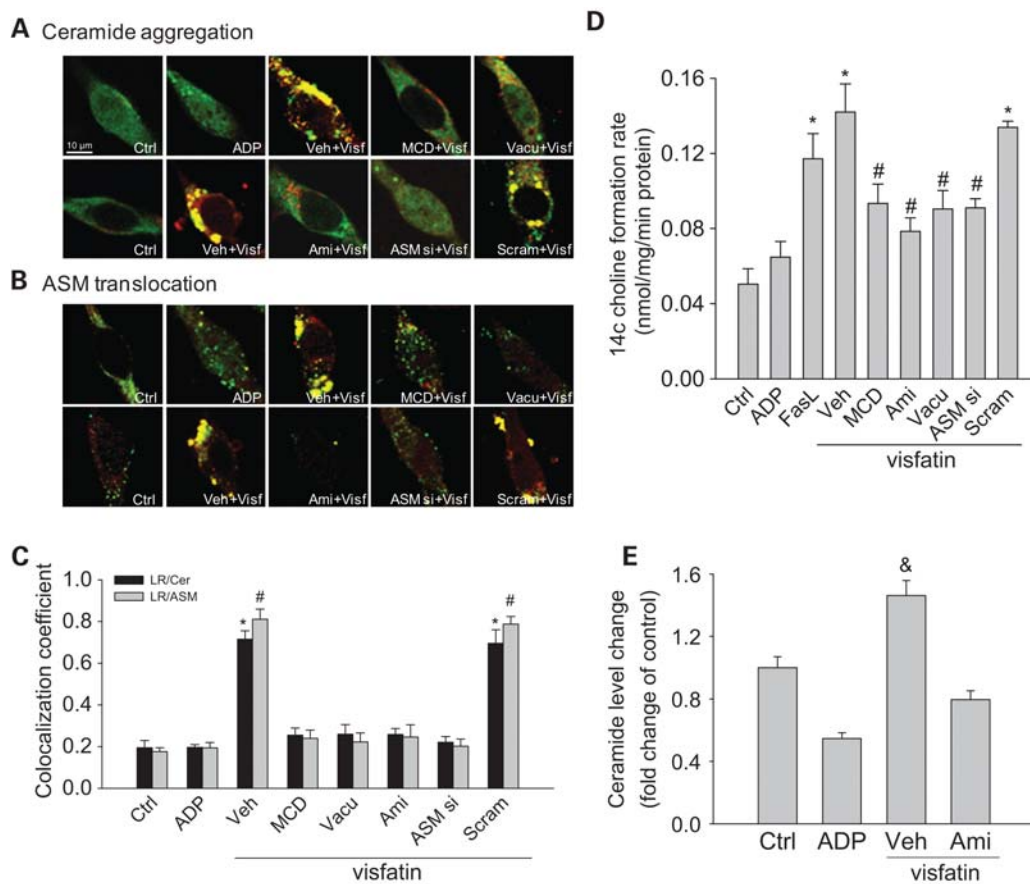 A Ceramide aggregation
Ctrl
ADP
Veh+Visf
MCD+Visf
Vacu+Visf
10 µm
Ctrl
Veh+Visf
Ami+Visf
ASM si+Visf
Scram+Visf
B ASM translocation
Ctrl
ADP
Veh+Visf
MCD+Visf
Vacu+Visf
Ctrl
Veh+Visf
Ami+Visf
ASM si+Visf
Scram+Visf
C
Colocalization coefficient
1.0
0.8
0.6
0.4
0.2
0.0
LR/Cer
LR/ASM
* #
* #
Ctrl ADP Veh MCD Vacu Ami ASM si Scram
visfatin
D
14c choline formation rate
(nmol/mg/min protein)
0.16
0.12
0.08
0.04
0.00
* * # # # # *
Ctrl ADP FasL Veh MCD Ami Vacu ASM si Scram
visfatin
E
Ceramide level change
(fold change of control)
1.6
1.2
0.8
0.4
0.0
&
Ctrl ADP Veh Ami
visfatin